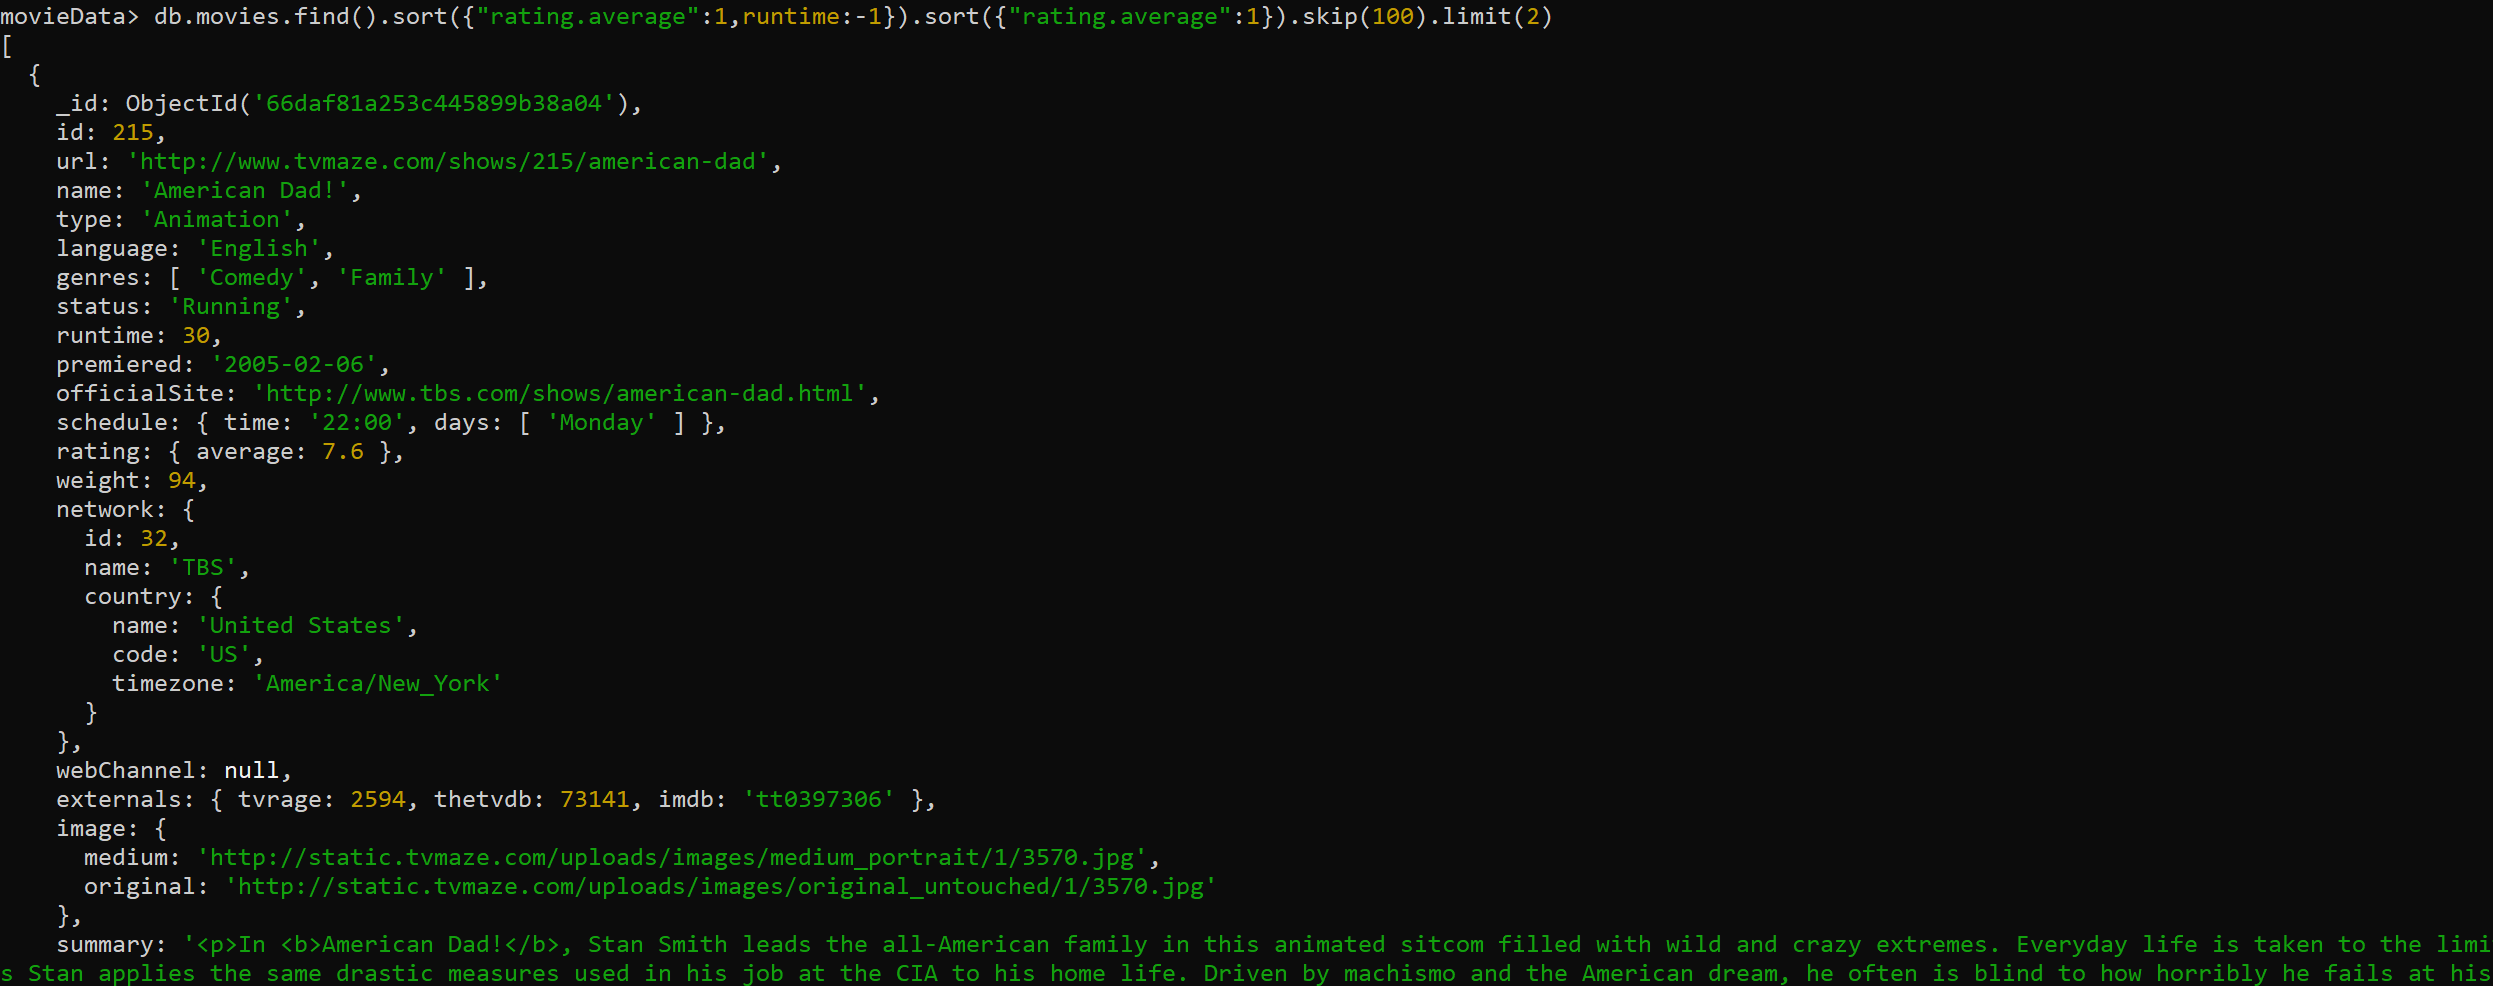 movieData> db.movies.find().sort({"rating.average":1,runtime:-1}).sort({"rating.average":1}).skip(100).limit(2)
[
  {
    _id: ObjectId('66daf81a253c445899b38a04'),
    id: 215,
    url: 'http://www.tvmaze.com/shows/215/american-dad',
    name: 'American Dad!',
    type: 'Animation',
    language: 'English',
    genres: [ 'Comedy', 'Family' ],
    status: 'Running',
    runtime: 30,
    premiered: '2005-02-06',
    officialSite: 'http://www.tbs.com/shows/american-dad.html',
    schedule: { time: '22:00', days: [ 'Monday' ] },
    rating: { average: 7.6 },
    weight: 94,
    network: {
      id: 32,
      name: 'TBS',
      country: {
        name: 'United States',
        code: 'US',
        timezone: 'America/New_York'
      }
    },
    webChannel: null,
    externals: { tvrage: 2594, thetvdb: 73141, imdb: 'tt0397306' },
    image: {
      medium: 'http://static.tvmaze.com/uploads/images/medium_portrait/1/3570.jpg',
      original: 'http://static.tvmaze.com/uploads/images/original_untouched/1/3570.jpg'
    },
    summary: '<p>In <b>American Dad!</b>, Stan Smith leads the all-American family in this animated sitcom filled with wild and crazy extremes. Everyday life is taken to the limi
s Stan applies the same drastic measures used in his job at the CIA to his home life. Driven by machismo and the American dream, he often is blind to how horribly he fails at his